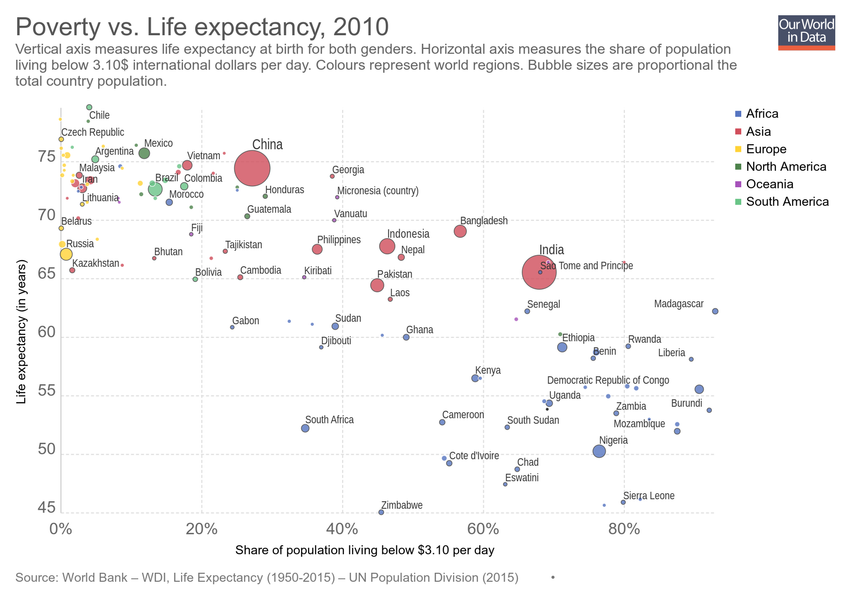 Poverty vs. Life expectancy, 2010
Our World
in Data
Vertical axis measures life expectancy at birth for both genders. Horizontal axis measures the share of population
living below 3.10$ international dollars per day. Colours represent world regions. Bubble sizes are proportional the
total country population.
Chile
Africa
Czech Republic
Asia
Argentina
Mexico
China
Europe
Vietnam
North America
75
Malaysia
Georgia
Oceania
Iran
Brazil
Colombia
South America
Lithuania
Morocco
Honduras
Micronesia (country)
Guatemala
Vanuatu
70
Belarus
Fiji
Bangladesh
Russia
Tajikistan
Philippines
Indonesia
Bhutan
Nepal
India
Kazakhstan
Bolivia
Cambodia
Kiribati
Pakistan
São Tome and Principe
65
Laos
Senegal
Madagascar
Gabon
Sudan
60
Ghana
Djibouti
Ethiopia
Rwanda
Benin
Liberia
Kenya
Democratic Republic of Congo
55
Uganda
Burundi
South Africa
Cameroon
South Sudan
Zambia
Mozambique
50
Cote d'Ivoire
Nigeria
Chad
Eswatini
Sierra Leone
45
Zimbabwe
Life expectancy (in years)
0%
20%
40%
60%
80%
Share of population living below $3.10 per day
Source: World Bank – WDI, Life Expectancy (1950-2015) – UN Population Division (2015)